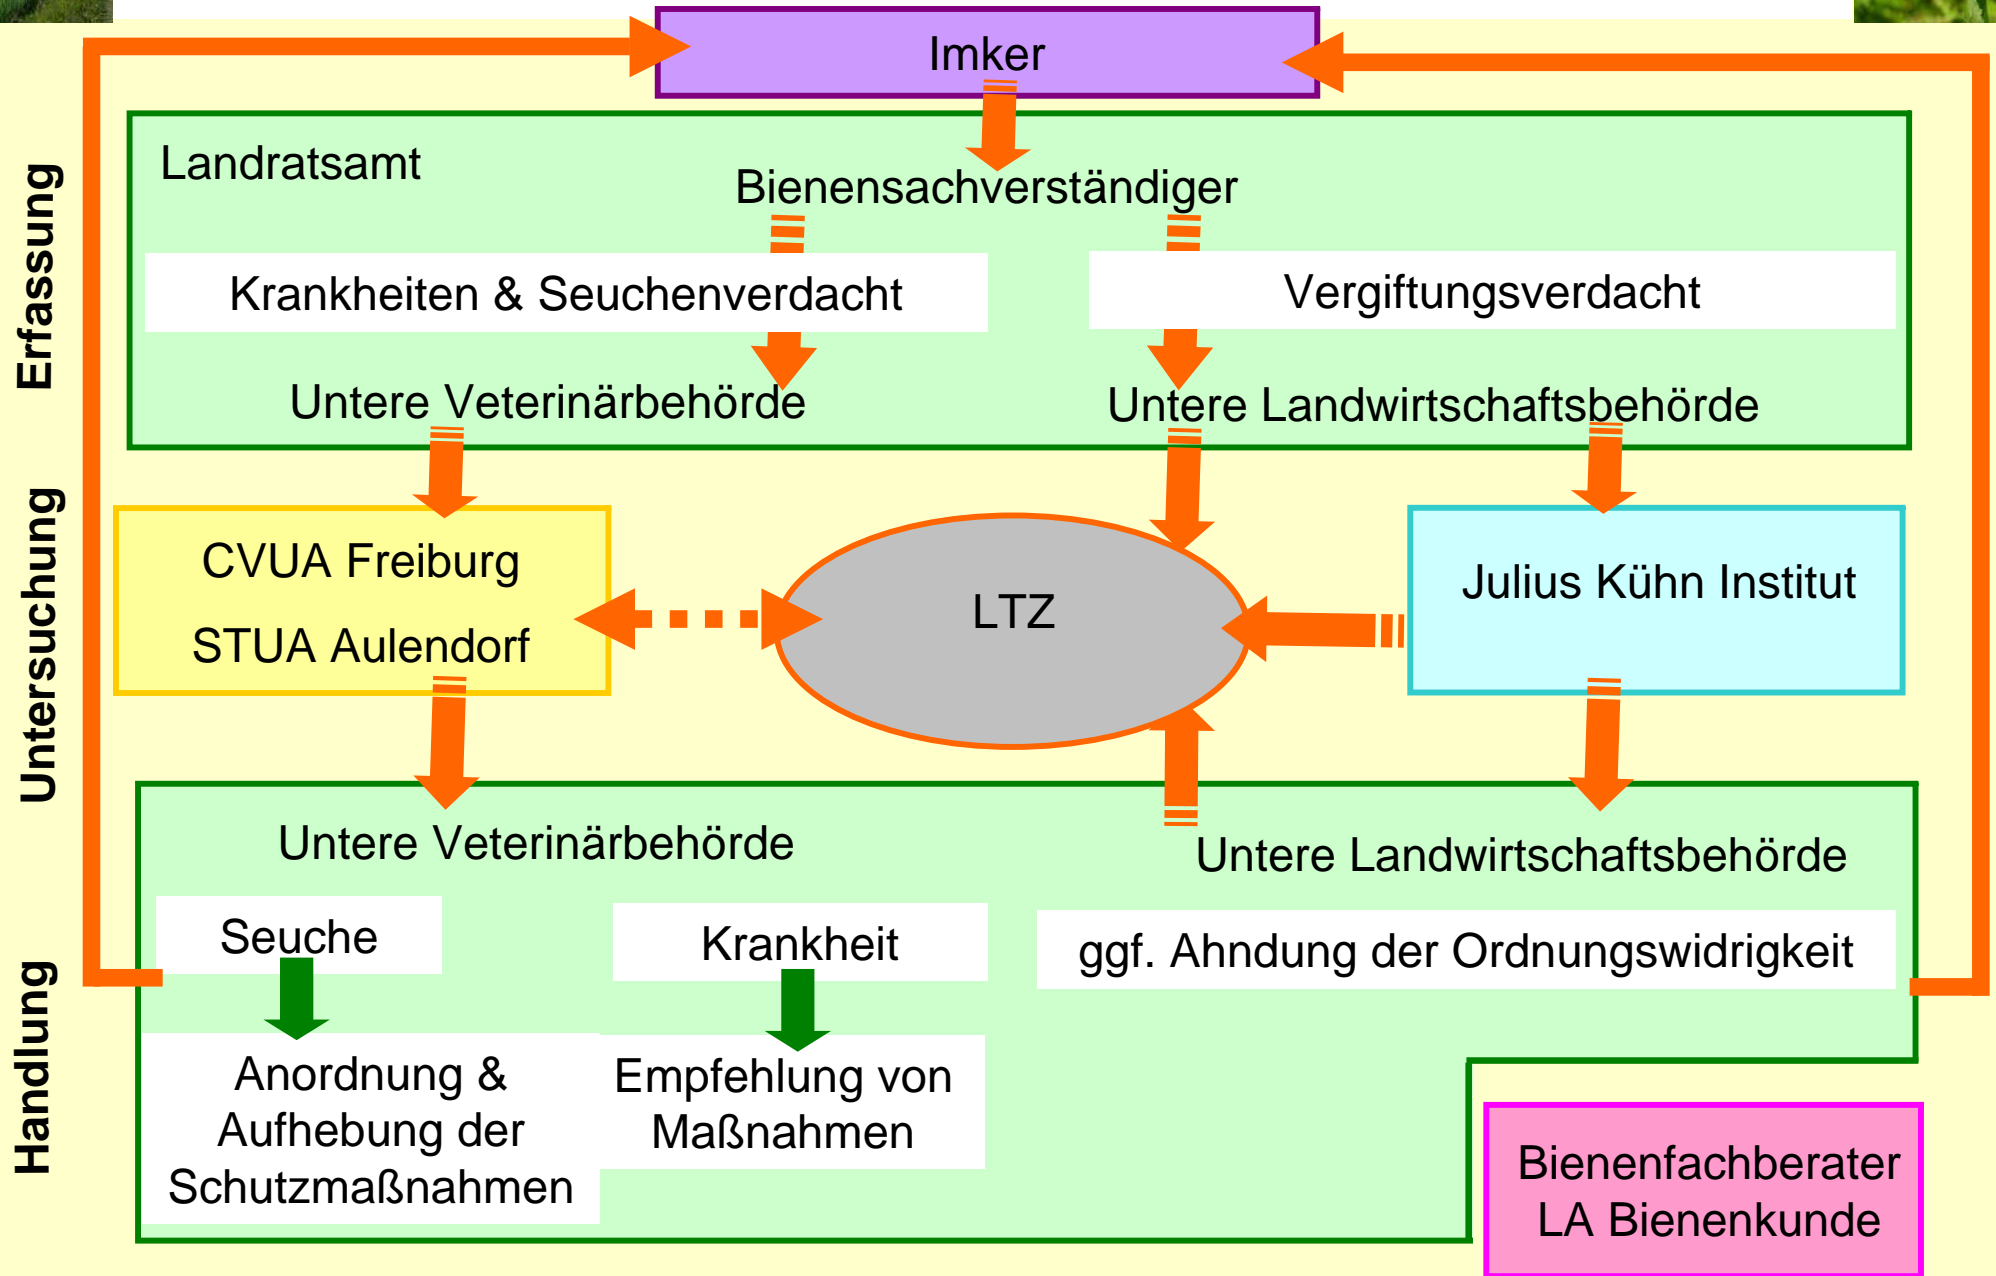 Imker
Erfassung
Landratsamt
Bienensachverständiger
Krankheiten & Seuchenverdacht
Vergiftungsverdacht
Untere Veterinärbehörde
Untere Landwirtschaftsbehörde
Untersuchung
CVUA Freiburg
STUA Aulendorf
LTZ
Julius Kühn Institut
Handlung
Untere Veterinärbehörde
Untere Landwirtschaftsbehörde
Seuche
Krankheit
ggf. Ahndung der Ordnungswidrigkeit
Anordnung &
Aufhebung der
Schutzmaßnahmen
Empfehlung von
Maßnahmen
Bienenfachberater
LA Bienenkunde